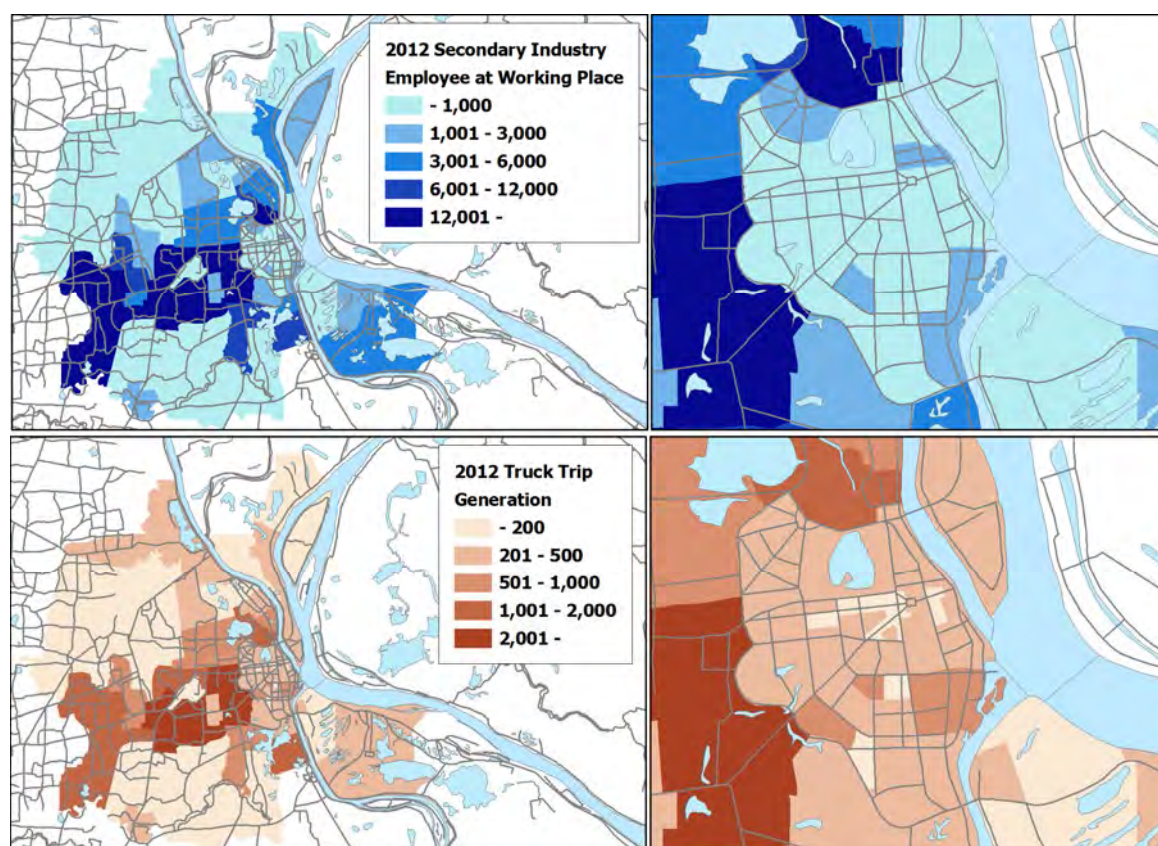 2012 Secondary Industry
Employee at Working Place
- 1,000
1,001 - 3,000
3,001 - 6,000
6,001 - 12,000
12,001 -
2012 Truck Trip
Generation
- 200
201 - 500
501 - 1,000
1,001 - 2,000
2,001 -